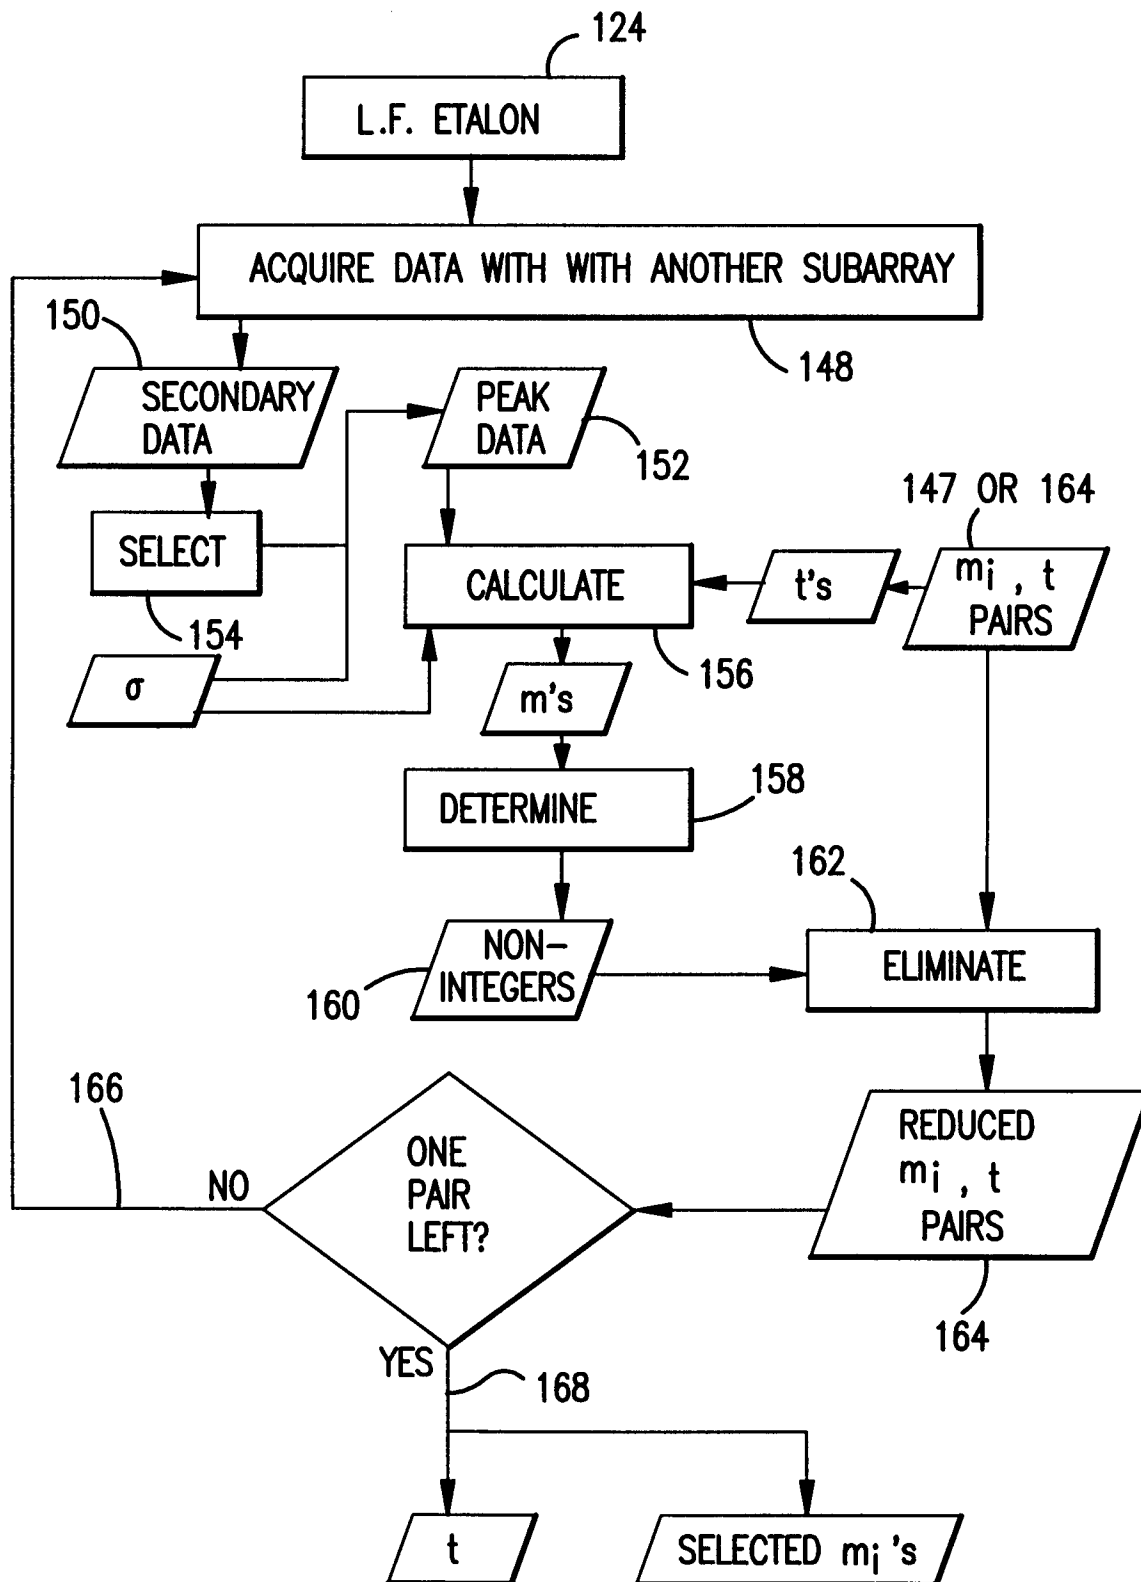 124
L.F. ETALON
ACQUIRE DATA WITH WITH ANOTHER SUBARRAY
148
150
SECONDARY
DATA
PEAK
DATA
152
147 OR 164
SELECT
154
CALCULATE
156
t's
mi , t
PAIRS
σ
m's
DETERMINE
158
162
NON-
INTEGERS
160
ELIMINATE
166
NO
ONE
PAIR
LEFT?
REDUCED
mi , t
PAIRS
164
YES
168
t
SELECTED mi 's